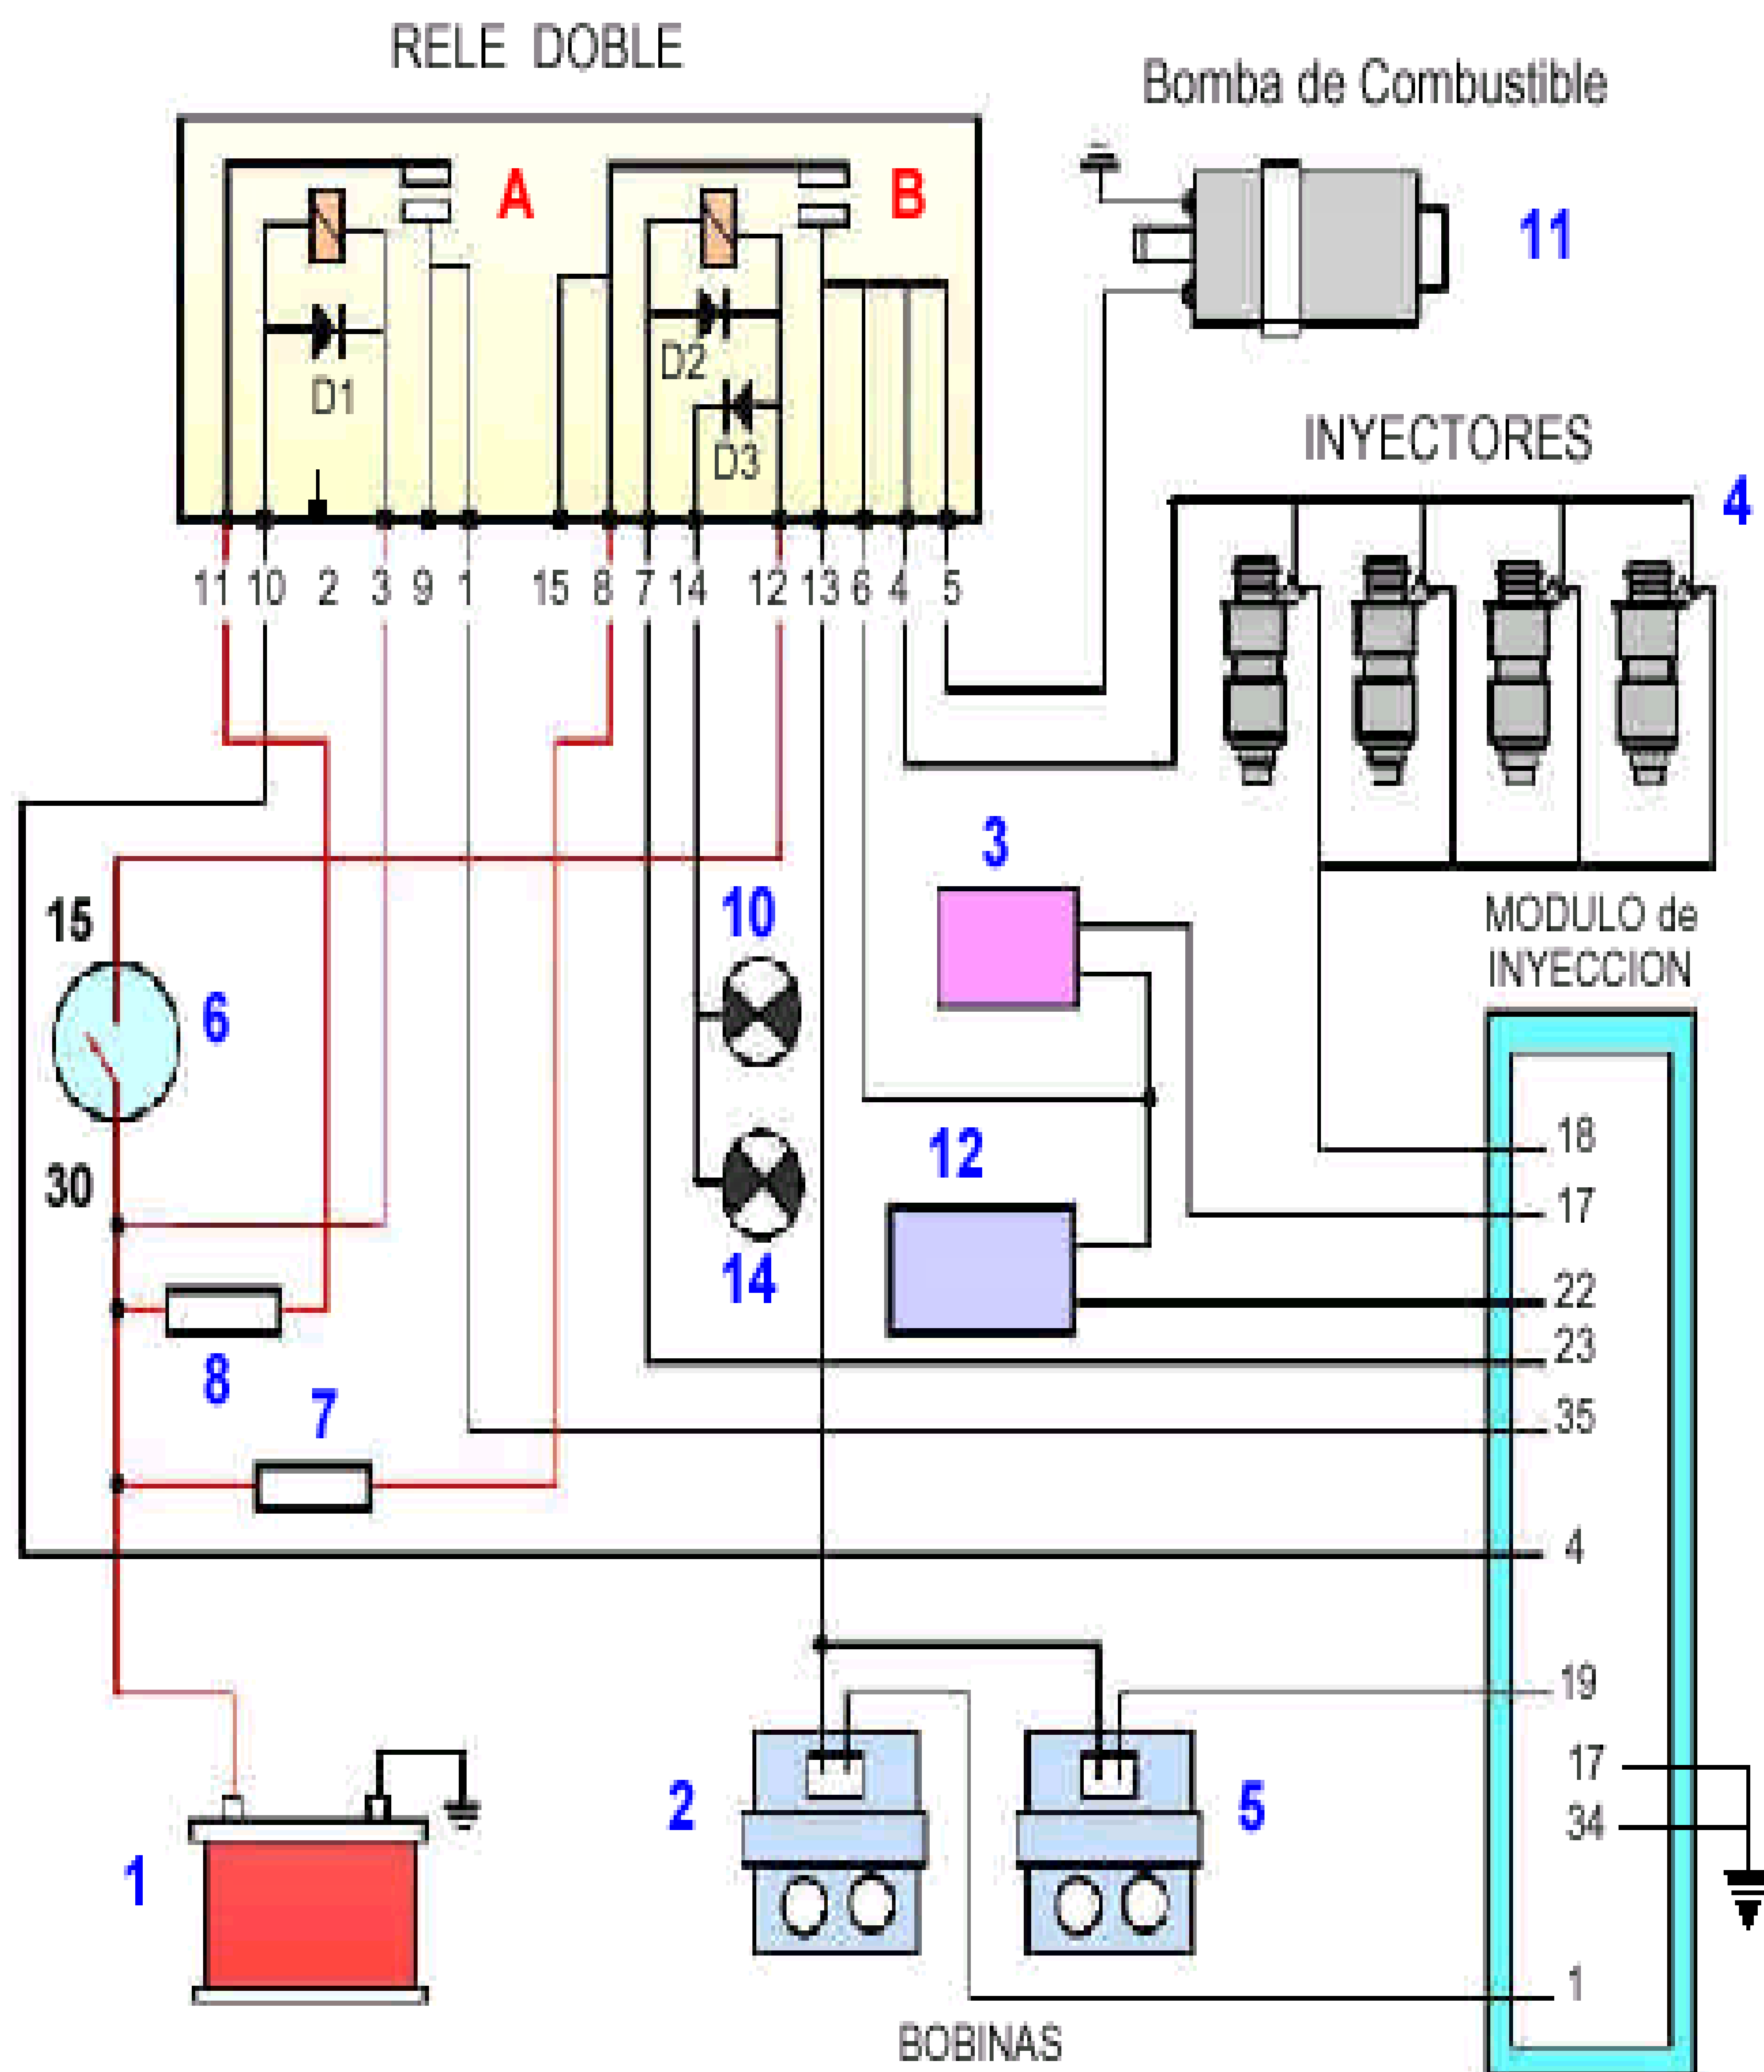 RELE DOBLE
Bomba de Combustible
A
B
11
D1
D2
D3
INYECTORES
4
11 10 2 3 9 1 15 8 7 14 12 13 6 4 5
3
15
10
MODULO de
INYECCION
6
18
12
30
17
14
22
23
8
7
35
4
19
17
2
5
34
1
1
BOBINAS